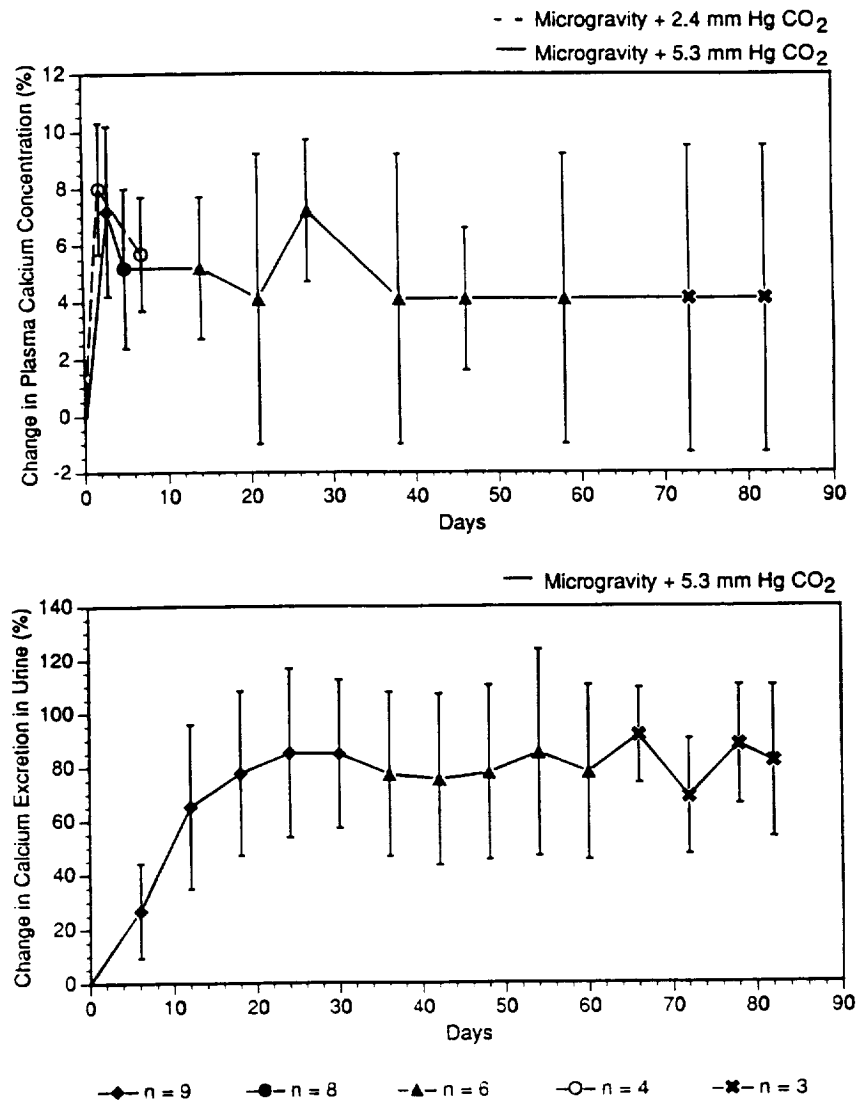 - - Microgravity + 2.4 mm Hg CO2
— Microgravity + 5.3 mm Hg CO2
Change in Plasma Calcium Concentration (%)
12
10
8
6
4
2
0
-2
0 10 20 30 40 50 60 70 80 90
Days
— Microgravity + 5.3 mm Hg CO2
Change in Calcium Excretion in Urine (%)
140
120
100
80
60
40
20
0
0 10 20 30 40 50 60 70 80 90
Days
n = 9 n = 8 n = 6 n = 4 n = 3